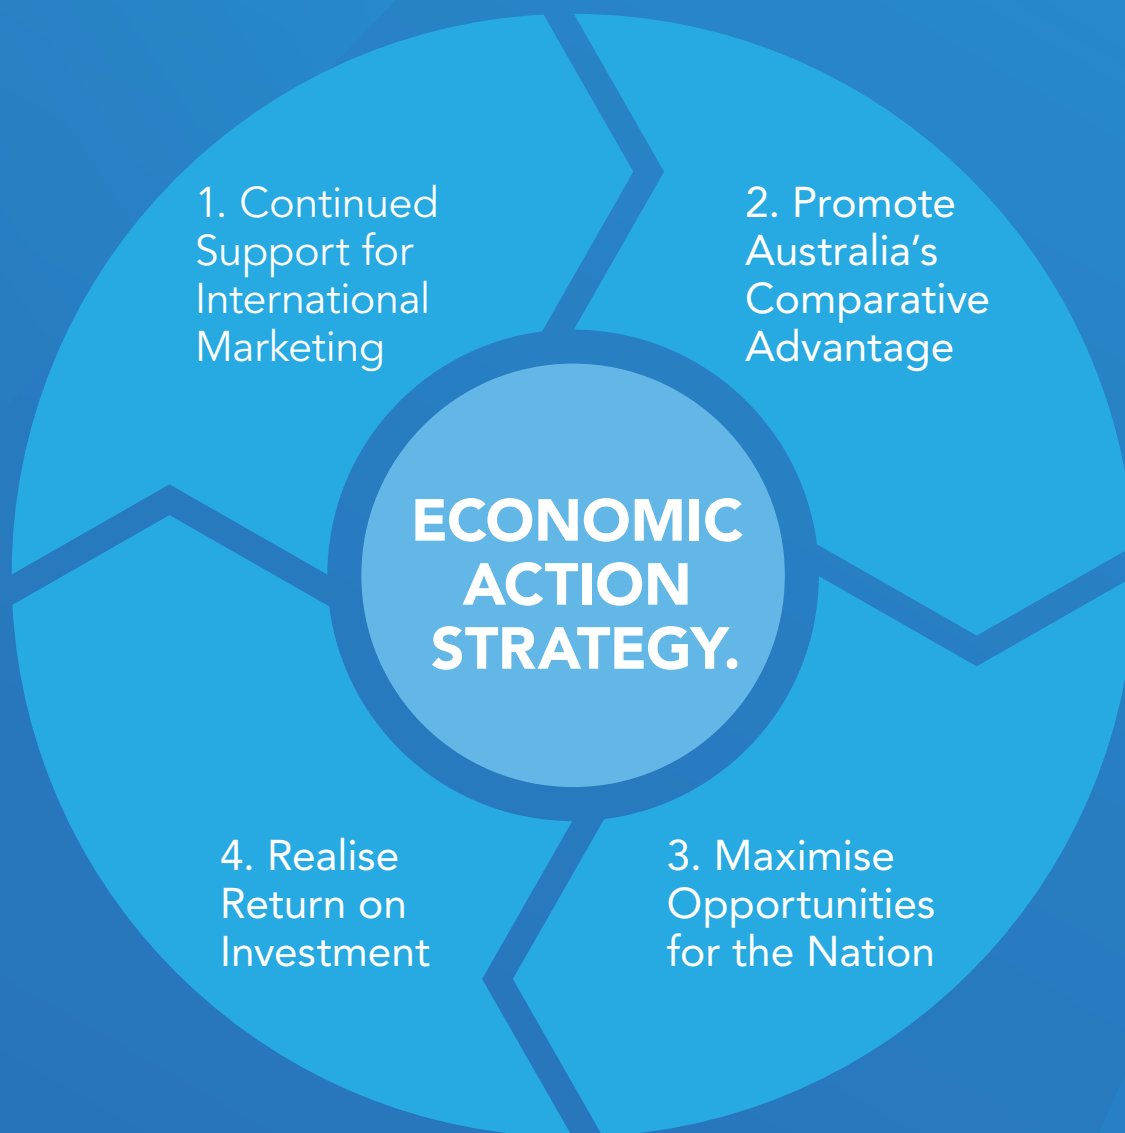 1. Continued
Support for
International
Marketing
2. Promote
Australia’s
Comparative
Advantage
ECONOMIC
ACTION
STRATEGY.
3. Maximise
Opportunities
for the Nation
4. Realise
Return on
Investment